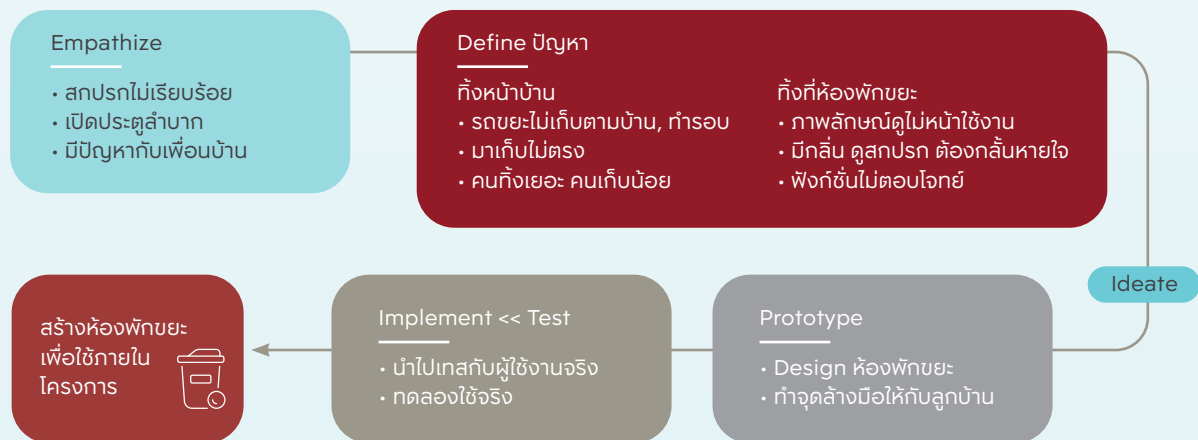 Empathize
• สกปรกไม่เรียบร้อย
• เปิดประตูลำบาก
• มีปัญหากับเพื่อนบ้าน
Define ปัญหา
ทิ้งหน้าบ้าน
• รถขยะไม่เก็บตามบ้าน, ทำรอบ
• มาเก็บไม่ตรง
• คนทิ้งเยอะ คนเก็บน้อย
ทิ้งที่ห้องพักขยะ
• ภาพลักษณ์ดูไม่หน้าใช้งาน
• มีกลิ่น ดูสกปรก ต้องกลั้นหายใจ
• ฟังก์ชั่นไม่ตอบโจทย์
Ideate
Prototype
• Design ห้องพักขยะ
• ทำจุดล้างมือให้กับลูกบ้าน
Implement << Test
• นำไปเทสกับผู้ใช้งานจริง
• ทดลองใช้จริง
สร้างห้องพักขยะ
เพื่อใช้ภายใน
โครงการ